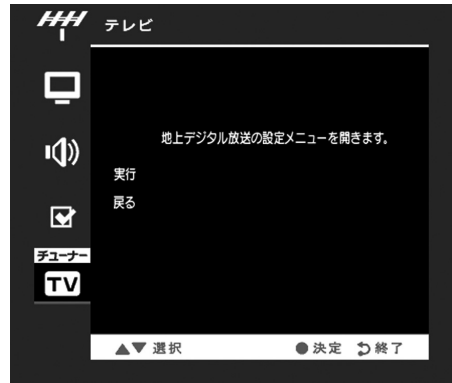 テレビ
地上デジタル放送の設定メニューを開きます。
実行
戻る
チューナー
TV
▲▼ 選択 ●決定 ⮌終了